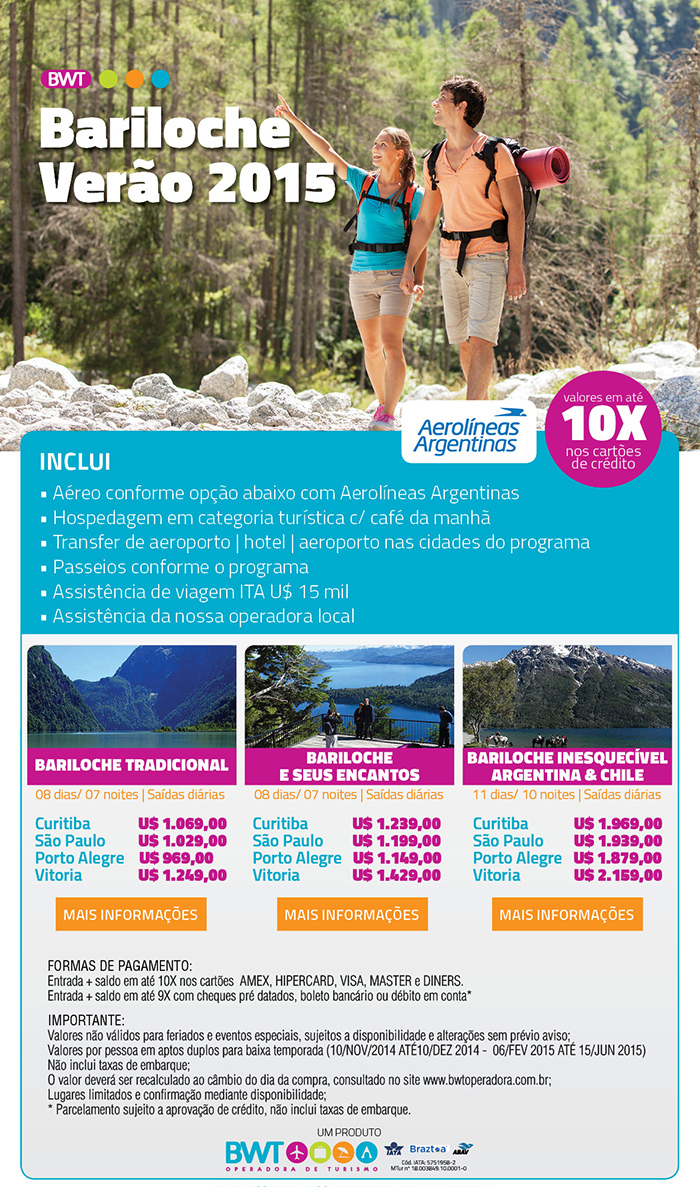 BWT
Bariloche
Verão 2015
Aerolíneas
Argentinas
valores em até
10X
nos cartões
de crédito
INCLUI
▪ Aéreo conforme opção abaixo com Aerolíneas Argentinas
▪ Hospedagem em categoria turística c/ café da manhã
▪ Transfer de aeroporto | hotel | aeroporto nas cidades do programa
▪ Passeios conforme o programa
▪ Assistência de viagem ITA U$ 15 mil
▪ Assistência da nossa operadora local
BARILOCHE TRADICIONAL
08 dias/ 07 noites | Saídas diárias
Curitiba U$ 1.069,00
São Paulo U$ 1.029,00
Porto Alegre U$ 969,00
Vitoria U$ 1.249,00
MAIS INFORMAÇÕES
BARILOCHE
E SEUS ENCANTOS
08 dias/ 07 noites | Saídas diárias
Curitiba U$ 1.239,00
São Paulo U$ 1.199,00
Porto Alegre U$ 1.149,00
Vitoria U$ 1.429,00
MAIS INFORMAÇÕES
BARILOCHE INESQUECÍVEL
ARGENTINA & CHILE
11 dias/ 10 noites | Saídas diárias
Curitiba U$ 1.969,00
São Paulo U$ 1.939,00
Porto Alegre U$ 1.879,00
Vitoria U$ 2.159,00
MAIS INFORMAÇÕES
FORMAS DE PAGAMENTO:
Entrada + saldo em até 10X nos cartões AMEX, HIPERCARD, VISA, MASTER e DINERS.
Entrada + saldo em até 9X com cheques pré datados, boleto bancário ou débito em conta*
IMPORTANTE:
Valores não válidos para feriados e eventos especiais, sujeitos a disponibilidade e alterações sem prévio aviso;
Valores por pessoa em aptos duplos para baixa temporada (10/NOV/2014 ATÉ10/DEZ 2014 - 06/FEV 2015 ATÉ 15/JUN 2015)
Não inclui taxas de embarque;
O valor deverá ser recalculado ao câmbio do dia da compra, consultado no site www.bwtoperadora.com.br;
Lugares limitados e confirmação mediante disponibilidade;
* Parcelamento sujeito a aprovação de crédito, não inclui taxas de embarque.
UM PRODUTO
BWT
OPERADORA DE TURISMO
IATA Braztoa ABAV
Cód. IATA: 5751958-2
MTur nº 18.003849.10.0001-0